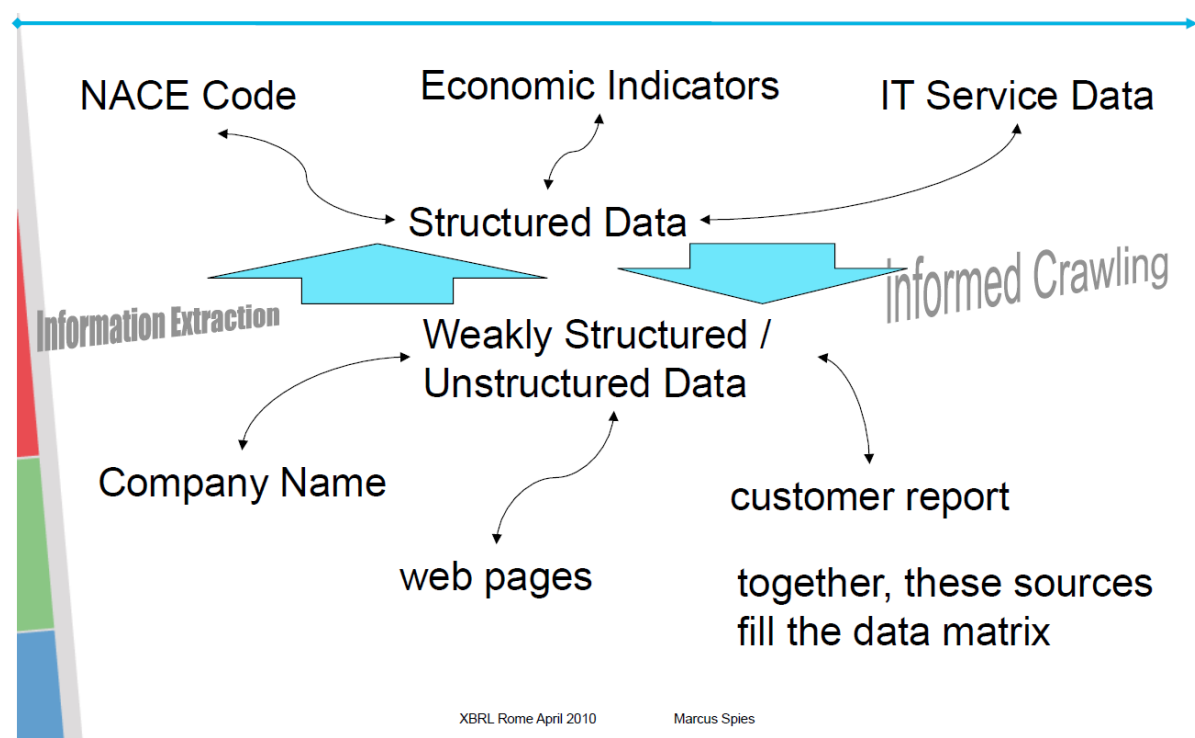 NACE Code
Economic Indicators
IT Service Data
Structured Data
Information Extraction
informed Crawling
Weakly Structured /
Unstructured Data
Company Name
customer report
web pages
together, these sources
fill the data matrix
XBRL Rome April 2010 Marcus Spies